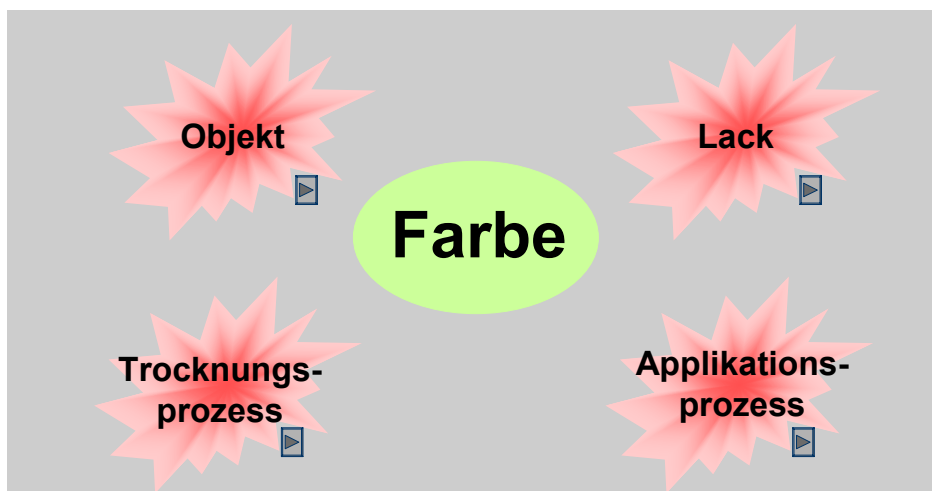 Objekt
Lack
Farbe
Trocknungs-
prozess
Applikations-
prozess